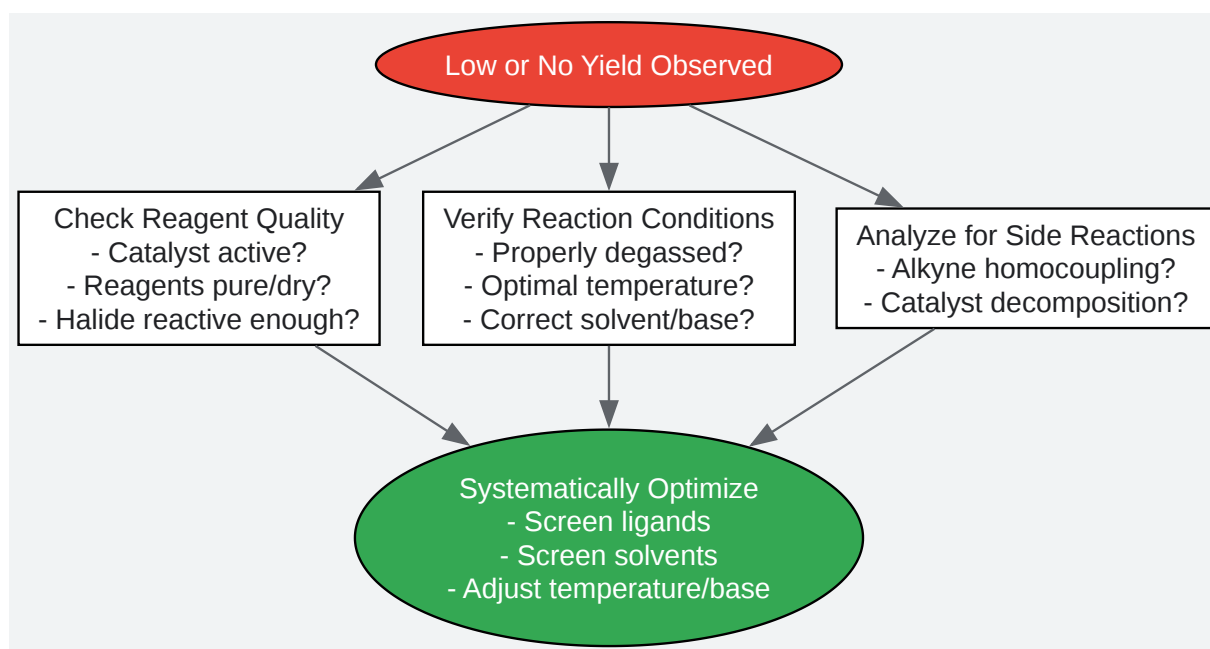 Low or No Yield Observed
Check Reagent Quality
- Catalyst active?
- Reagents pure/dry?
- Halide reactive enough?
Verify Reaction Conditions
- Properly degassed?
- Optimal temperature?
- Correct solvent/base?
Analyze for Side Reactions
- Alkyne homocoupling?
- Catalyst decomposition?
Systematically Optimize
- Screen ligands
- Screen solvents
- Adjust temperature/base